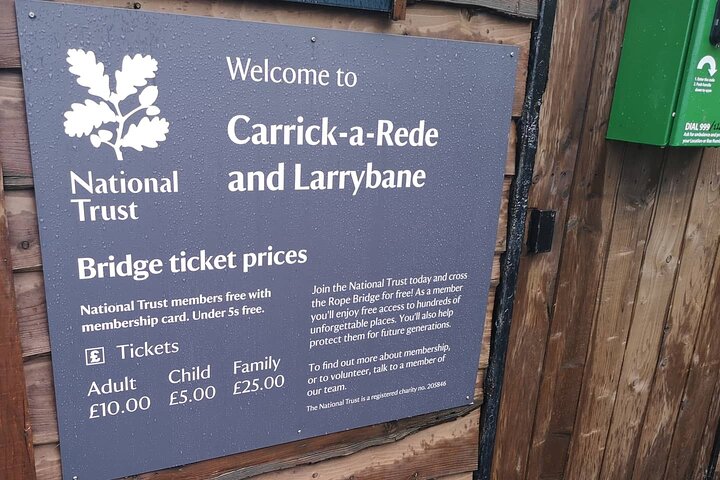 Welcome to
Carrick-a-Rede
and Larrybane
National
Trust
Bridge ticket prices
National Trust members free with
membership card. Under 5s free.
£ Tickets
Adult Child Family
£10.00 £5.00 £25.00
Join the National Trust today and cross
the Rope Bridge for free! As a member
you'll enjoy free access to hundreds of
unforgettable places. You'll also help
protect them for future generations.
To find out more about membership,
or to volunteer, talk to a member of
our team.
The National Trust is a registered charity no. 205846
DIAL 999